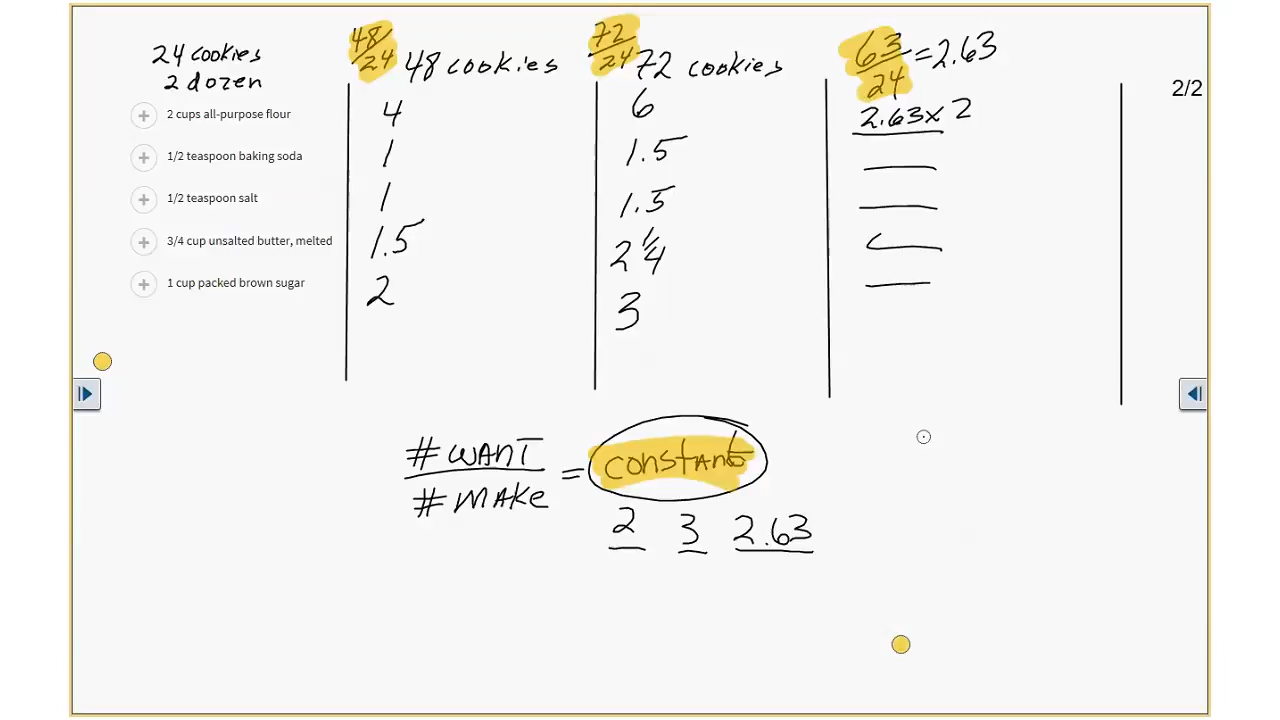 24 cookies
2 dozen
2 cups all-purpose flour
1/2 teaspoon baking soda
1/2 teaspoon salt
3/4 cup unsalted butter, melted
1 cup packed brown sugar
48/24
48 cookies
4
1
1
1.5
2
72/24
72 cookies
6
1.5
1.5
2 1/4
3
63/24 = 2.63
2.63 x 2
2/2
# WANT
# MAKE
= constant
2 3 2.63